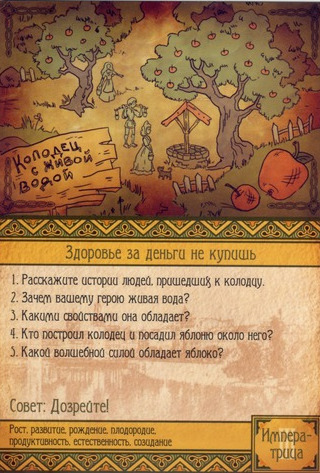 Колодец
с живой
водой
Здоровье за деньги не купишь
1. Расскажите истории людей, пришедших к колодцу.
2. Зачем вашему герою живая вода?
3. Какими свойствами она обладает?
4. Кто построил колодец и посадил яблоню около него?
5. Какой волшебной силой обладает яблоко?
Совет: Дозрейте!
Рост, развитие, рождение, плодородие,
продуктивность, естественность, созидание
III
Импера-
трица